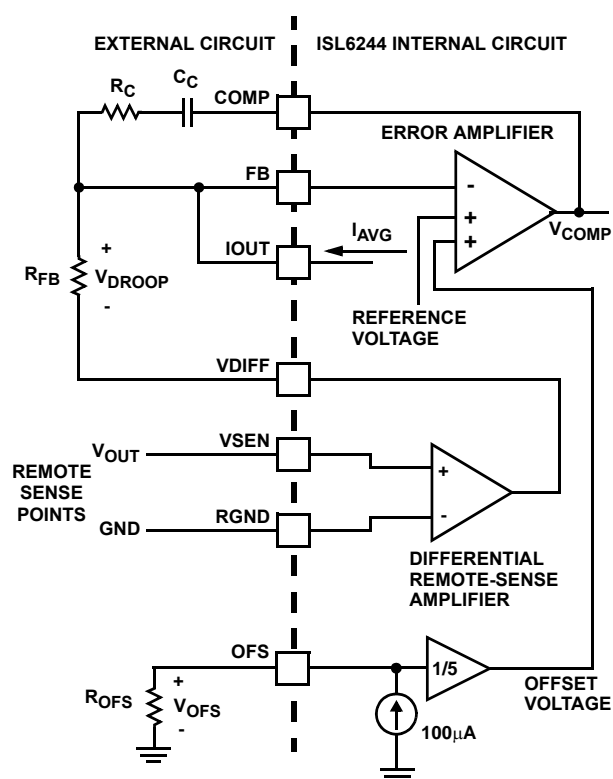 EXTERNAL CIRCUIT
ISL6244 INTERNAL CIRCUIT
RC
CC
COMP
ERROR AMPLIFIER
FB
-
+
+
VCOMP
IAVG
IOUT
+
RFB
VDROOP
-
REFERENCE
VOLTAGE
VDIFF
VOUT
VSEN
+
REMOTE
SENSE
POINTS
GND
RGND
-
DIFFERENTIAL
REMOTE-SENSE
AMPLIFIER
OFS
1/5
+
ROFS
VOFS
-
OFFSET
VOLTAGE
100μA